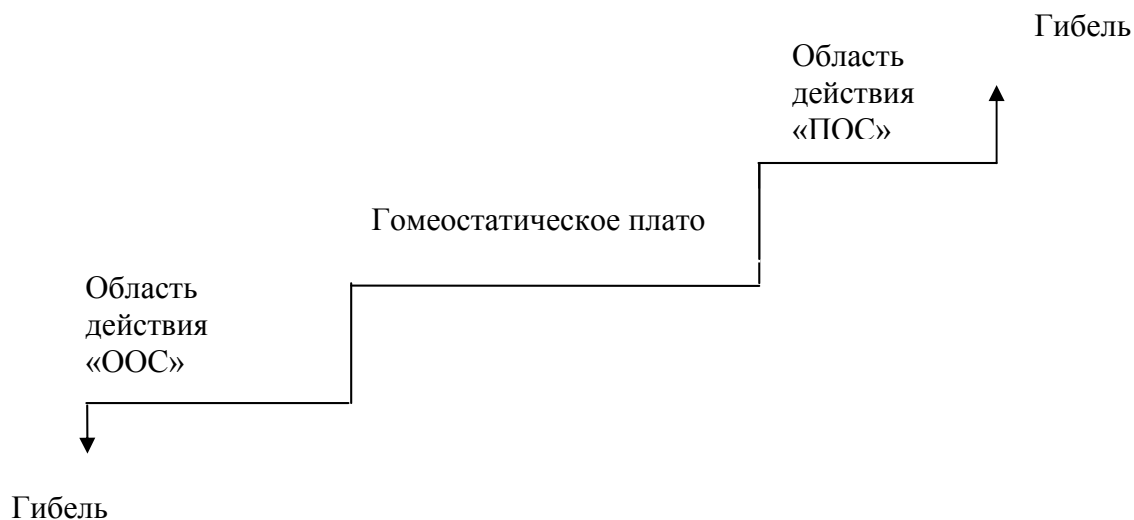 Гибель
Область
действия
«ПОС»
Гомеостатическое плато
Область
действия
«ООС»
Гибель